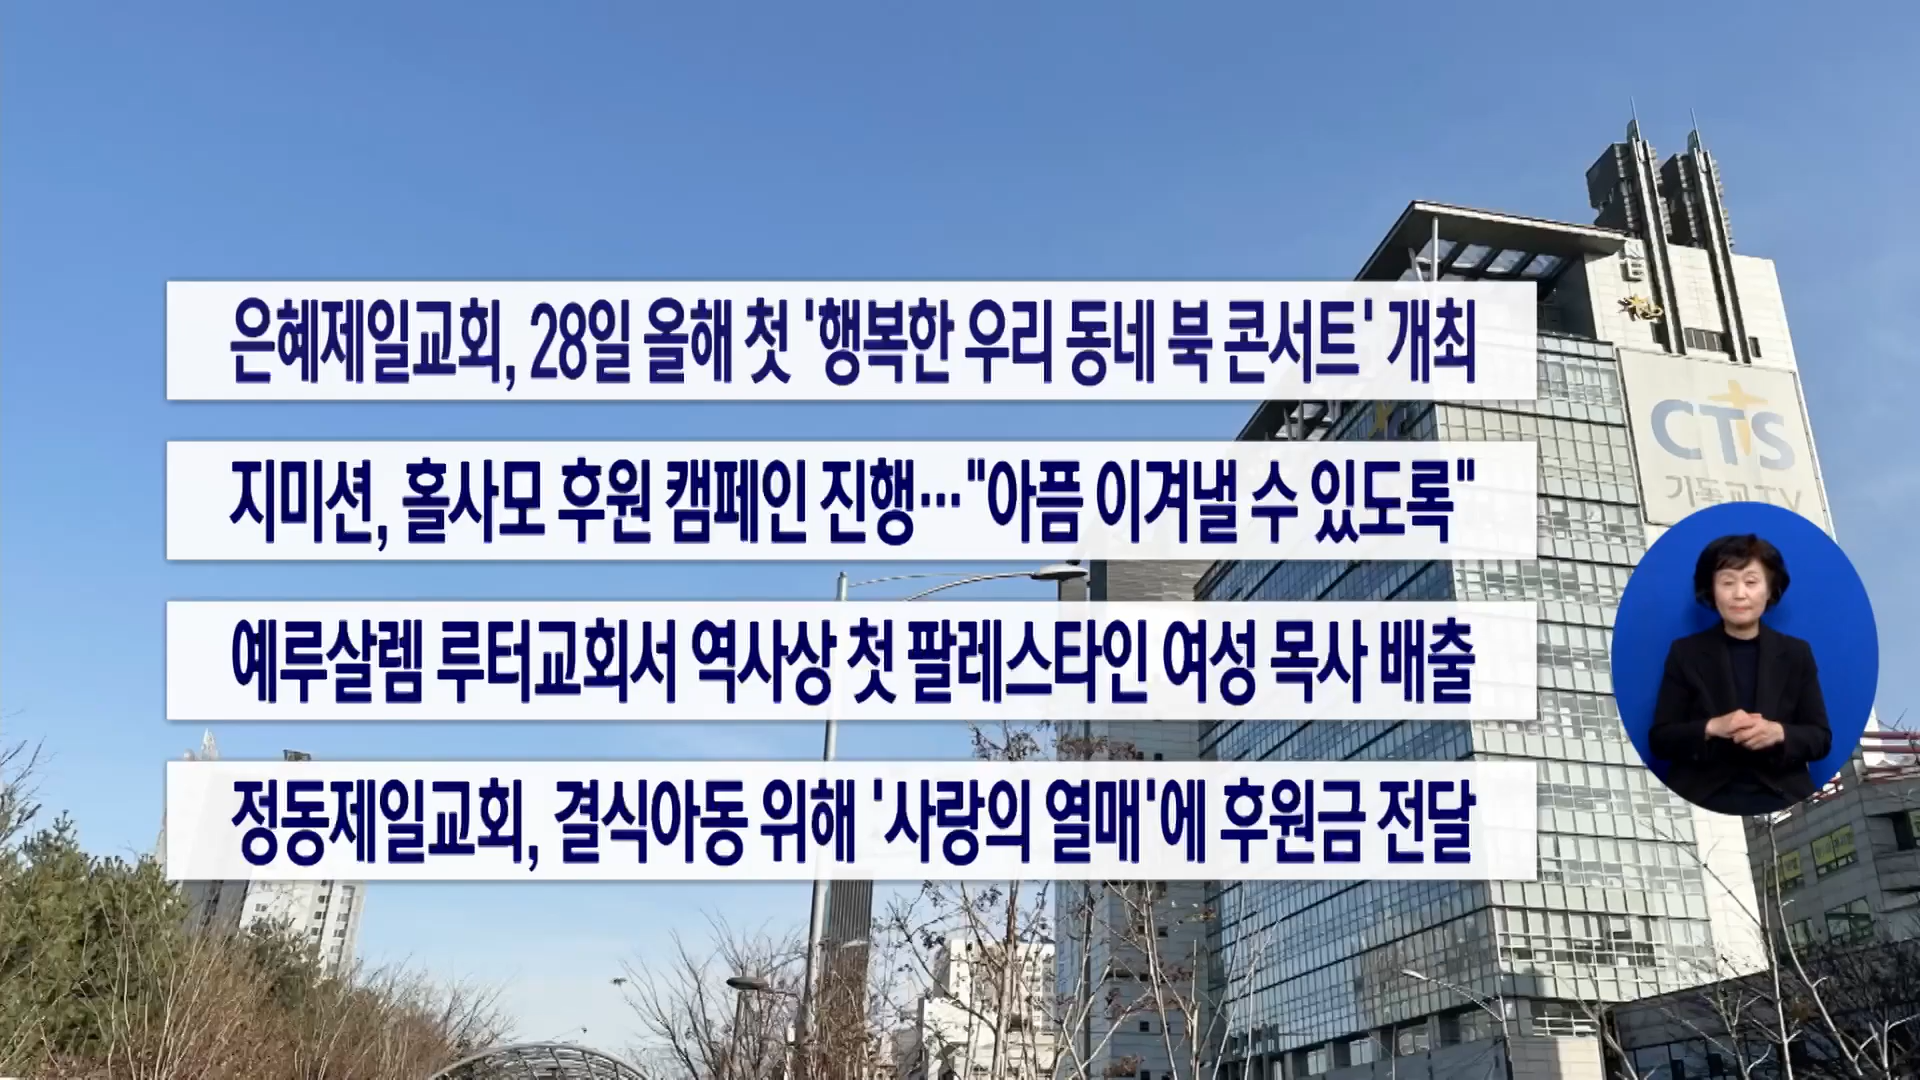 은혜제일교회, 28일 올해 첫 '행복한 우리 동네 북 콘서트' 개최
지미션, 홀사모 후원 캠페인 진행…"아픔 이겨낼 수 있도록"
예루살렘 루터교회서 역사상 첫 팔레스타인 여성 목사 배출
정동제일교회, 결식아동 위해 '사랑의 열매'에 후원금 전달
CTS
기독교TV